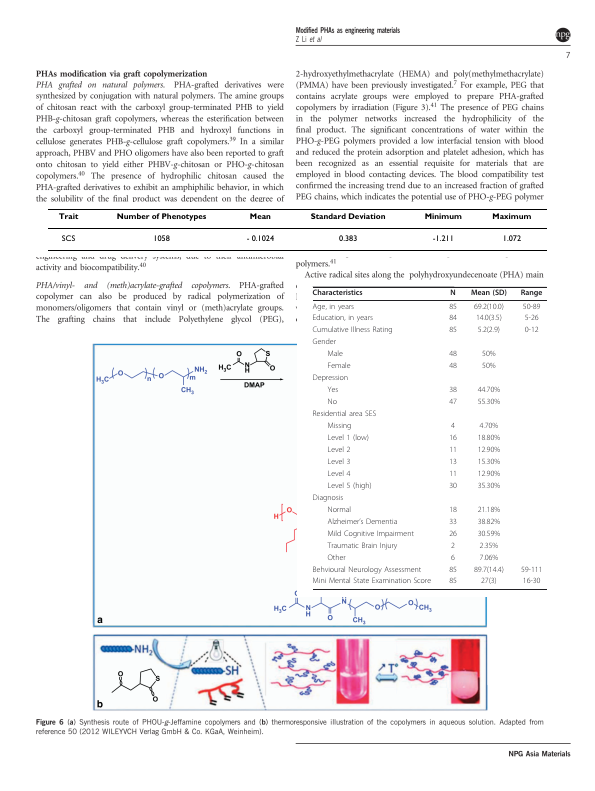 Modified PHAs as engineering materials
Z Li et al
npg
7
PHAs modification via graft copolymerization
PHA grafted on natural polymers. PHA-grafted derivatives were
synthesized by conjugation with natural polymers. The amine groups
of chitosan react with the carboxyl group-terminated PHB to yield
PHB-g-chitosan graft copolymers, whereas the esterification between
the carboxyl group-terminated PHB and hydroxyl functions in
cellulose generates PHB-g-cellulose graft copolymers.39 In a similar
approach, PHBV and PHO oligomers have also been reported to graft
onto chitosan to yield either PHBV-g-chitosan or PHO-g-chitosan
copolymers.40 The presence of hydrophilic chitosan caused the
PHA-grafted derivatives to exhibit an amphiphilic behavior, in which
the solubility of the final product was dependent on the degree of
2-hydroxyethylmethacrylate (HEMA) and poly(methylmethacrylate)
(PMMA) have been previously investigated.7 For example, PEG that
contains acrylate groups were employed to prepare PHA-grafted
copolymers by irradiation (Figure 3).41 The presence of PEG chains
in the polymer networks increased the hydrophilicity of the
final product. The significant concentrations of water within the
PHO-g-PEG polymers provided a low interfacial tension with blood
and reduced the protein adsorption and platelet adhesion, which has
been recognized as an essential requisite for materials that are
employed in blood contacting devices. The blood compatibility test
confirmed the increasing trend due to an increased fraction of grafted
PEG chains, which indicates the potential use of PHO-g-PEG polymer
Trait Number of Phenotypes Mean Standard Deviation Minimum Maximum
SCS 1058 - 0.1024 0.383 -1.211 1.072
engineering and drug delivery systems, due to their antimicrobial
activity and biocompatibility.40
PHA/vinyl- and (meth)acrylate-grafted copolymers. PHA-grafted
copolymer can also be produced by radical polymerization of
monomers/oligomers that contain vinyl or (meth)acrylate groups.
The grafting chains that include Polyethylene glycol (PEG),
polymers.41
Active radical sites along the polyhydroxyundecenoate (PHA) main
Characteristics N Mean (SD) Range
Age, in years 85 69.2(10.0) 50-89
Education, in years 84 14.0(3.5) 5-26
Cumulative Illness Rating 85 5.2(2.9) 0-12
Gender
Male 48 50%
Female 48 50%
Depression
Yes 38 44.70%
No 47 55.30%
Residential area SES
Missing 4 4.70%
Level 1 (low) 16 18.80%
Level 2 11 12.90%
Level 3 13 15.30%
Level 4 11 12.90%
Level 5 (high) 30 35.30%
Diagnosis
Normal 18 21.18%
Alzheimer's Dementia 33 38.82%
Mild Cognitive Impairment 26 30.59%
Traumatic Brain Injury 2 2.35%
Other 6 7.06%
Behvioural Neurology Assessment 85 89.7(14.4) 59-111
Mini Mental State Examination Score 85 27(3) 16-30
H3C O n O m NH2
CH3
H3C O N H S O
DMAP
H O
H3C N H O N CH3 O O CH3
a
NH2
SH
O O S O
T°
b
Figure 6 (a) Synthesis route of PHOU-g-Jeffamine copolymers and (b) thermoresponsive illustration of the copolymers in aqueous solution. Adapted from
reference 50 (2012 WILEYVCH Verlag GmbH & Co. KGaA, Weinheim).
NPG Asia Materials